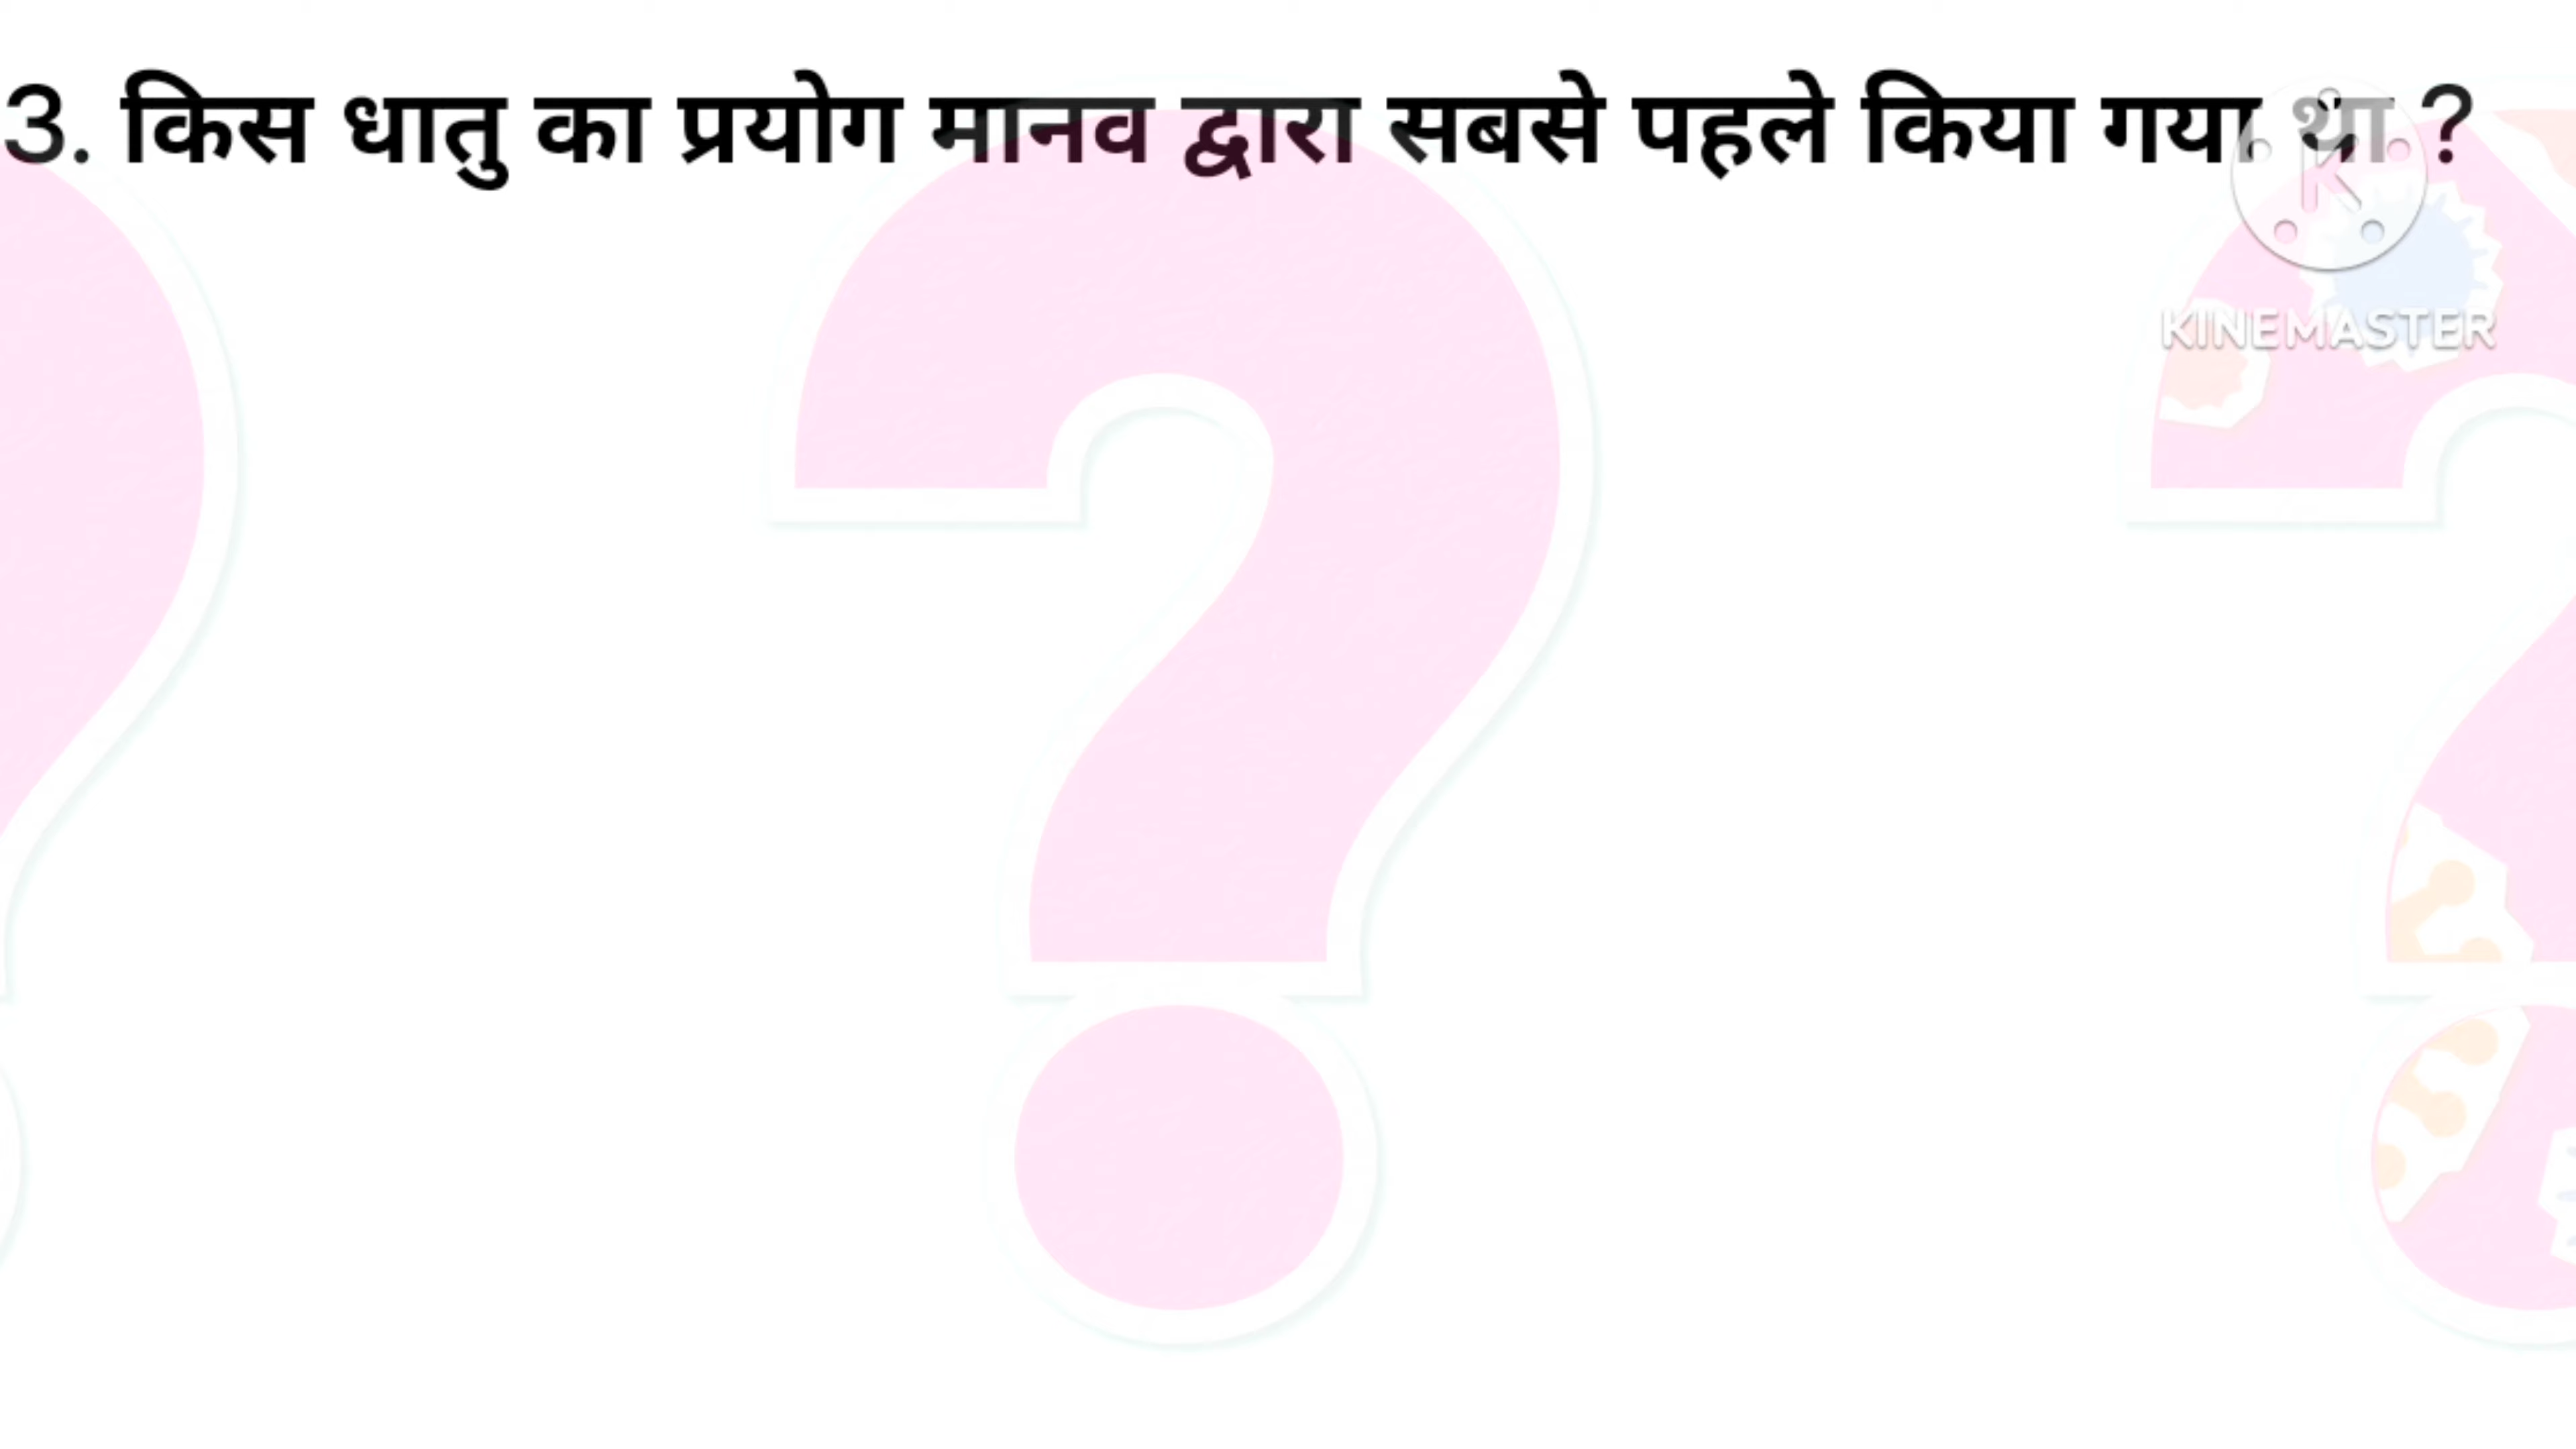 3. किस धातु का प्रयोग मानव द्वारा सबसे पहले किया गया था ?
KINEMASTER